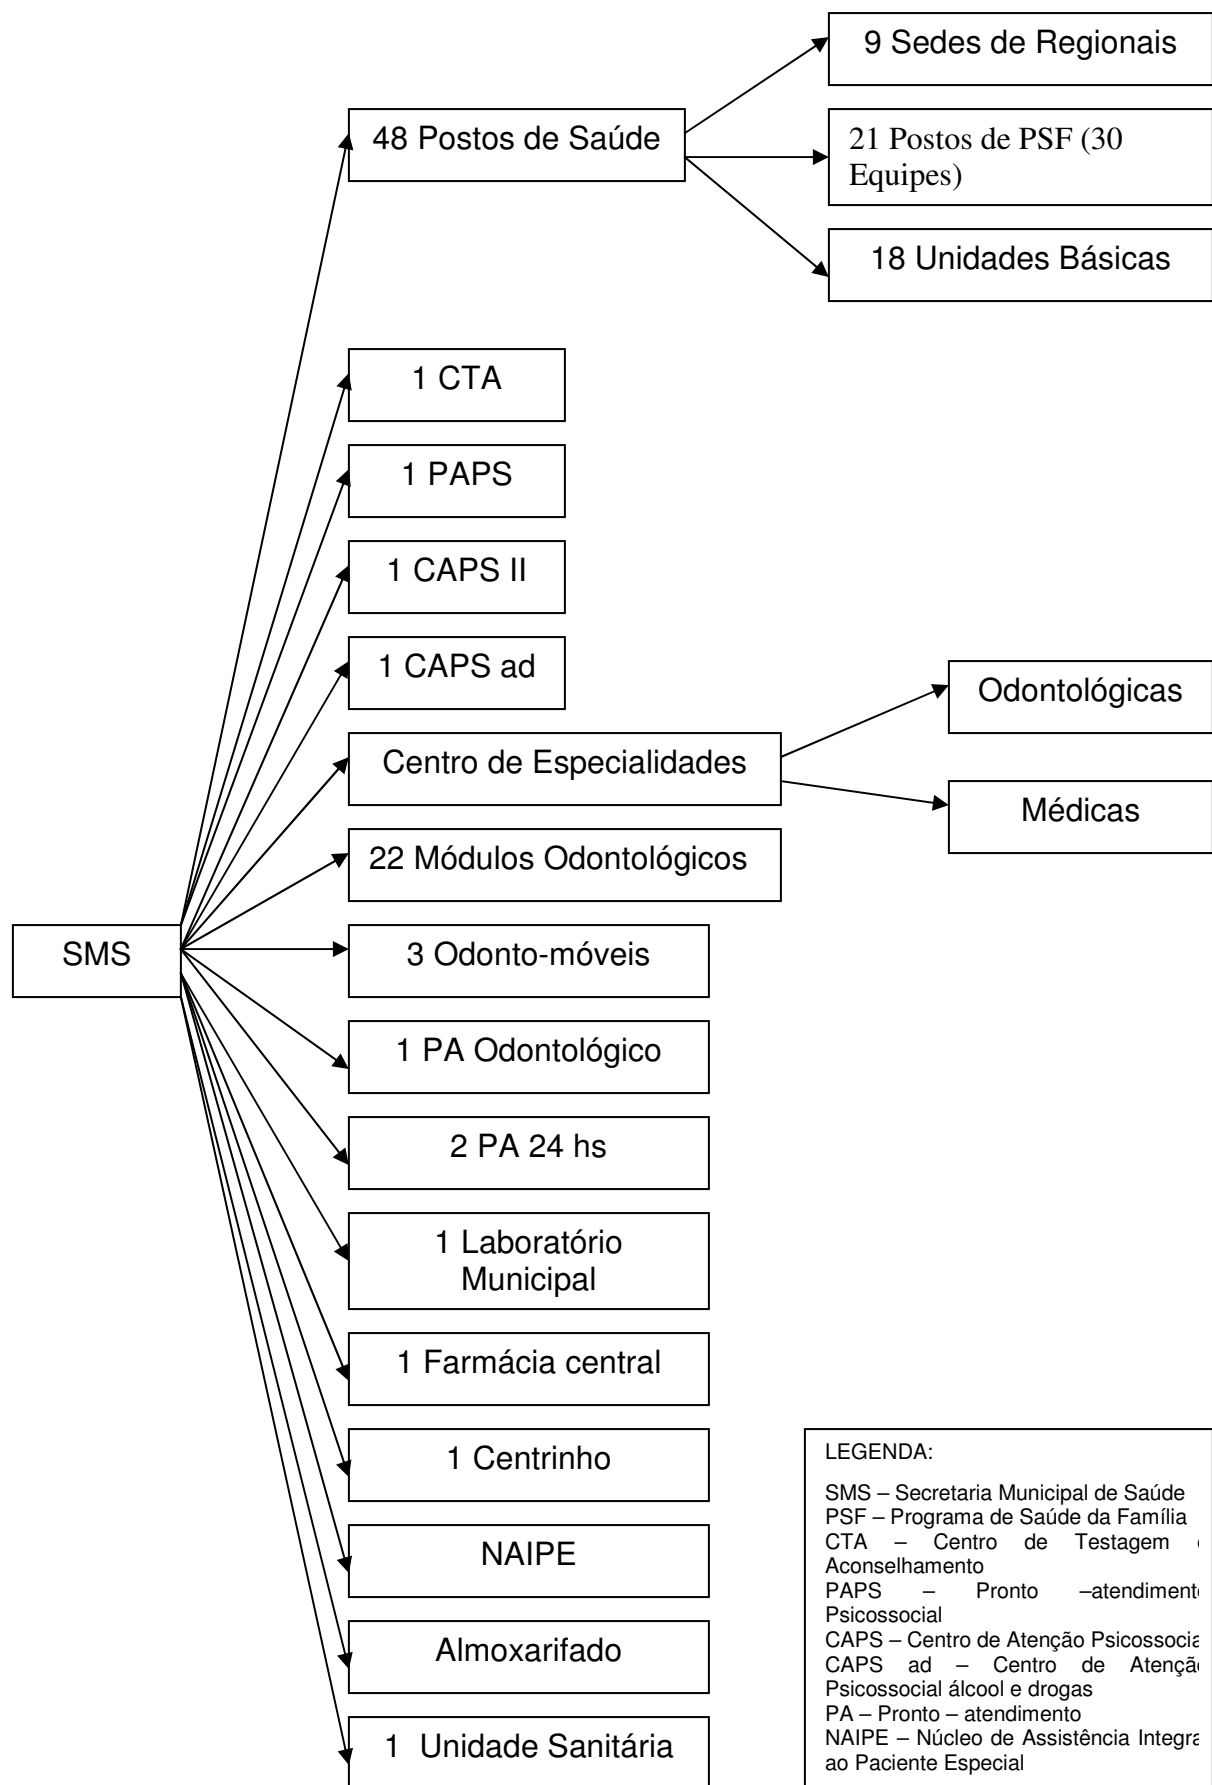 9 Sedes de Regionais
48 Postos de Saúde
21 Postos de PSF (30
Equipes)
18 Unidades Básicas
1 CTA
1 PAPS
1 CAPS II
1 CAPS ad
Odontológicas
Centro de Especialidades
Médicas
22 Módulos Odontológicos
SMS
3 Odonto-móveis
1 PA Odontológico
2 PA 24 hs
1 Laboratório
Municipal
1 Farmácia central
1 Centrinho
NAIPE
Almoxarifado
1 Unidade Sanitária
LEGENDA:
SMS – Secretaria Municipal de Saúde
PSF – Programa de Saúde da Família
CTA – Centro de Testagem
Aconselhamento
PAPS – Pronto –atendimento
Psicossocial
CAPS – Centro de Atenção Psicossocia
CAPS ad – Centro de Atenção
Psicossocial álcool e drogas
PA – Pronto – atendimento
NAIPE – Núcleo de Assistência Integra
ao Paciente Especial